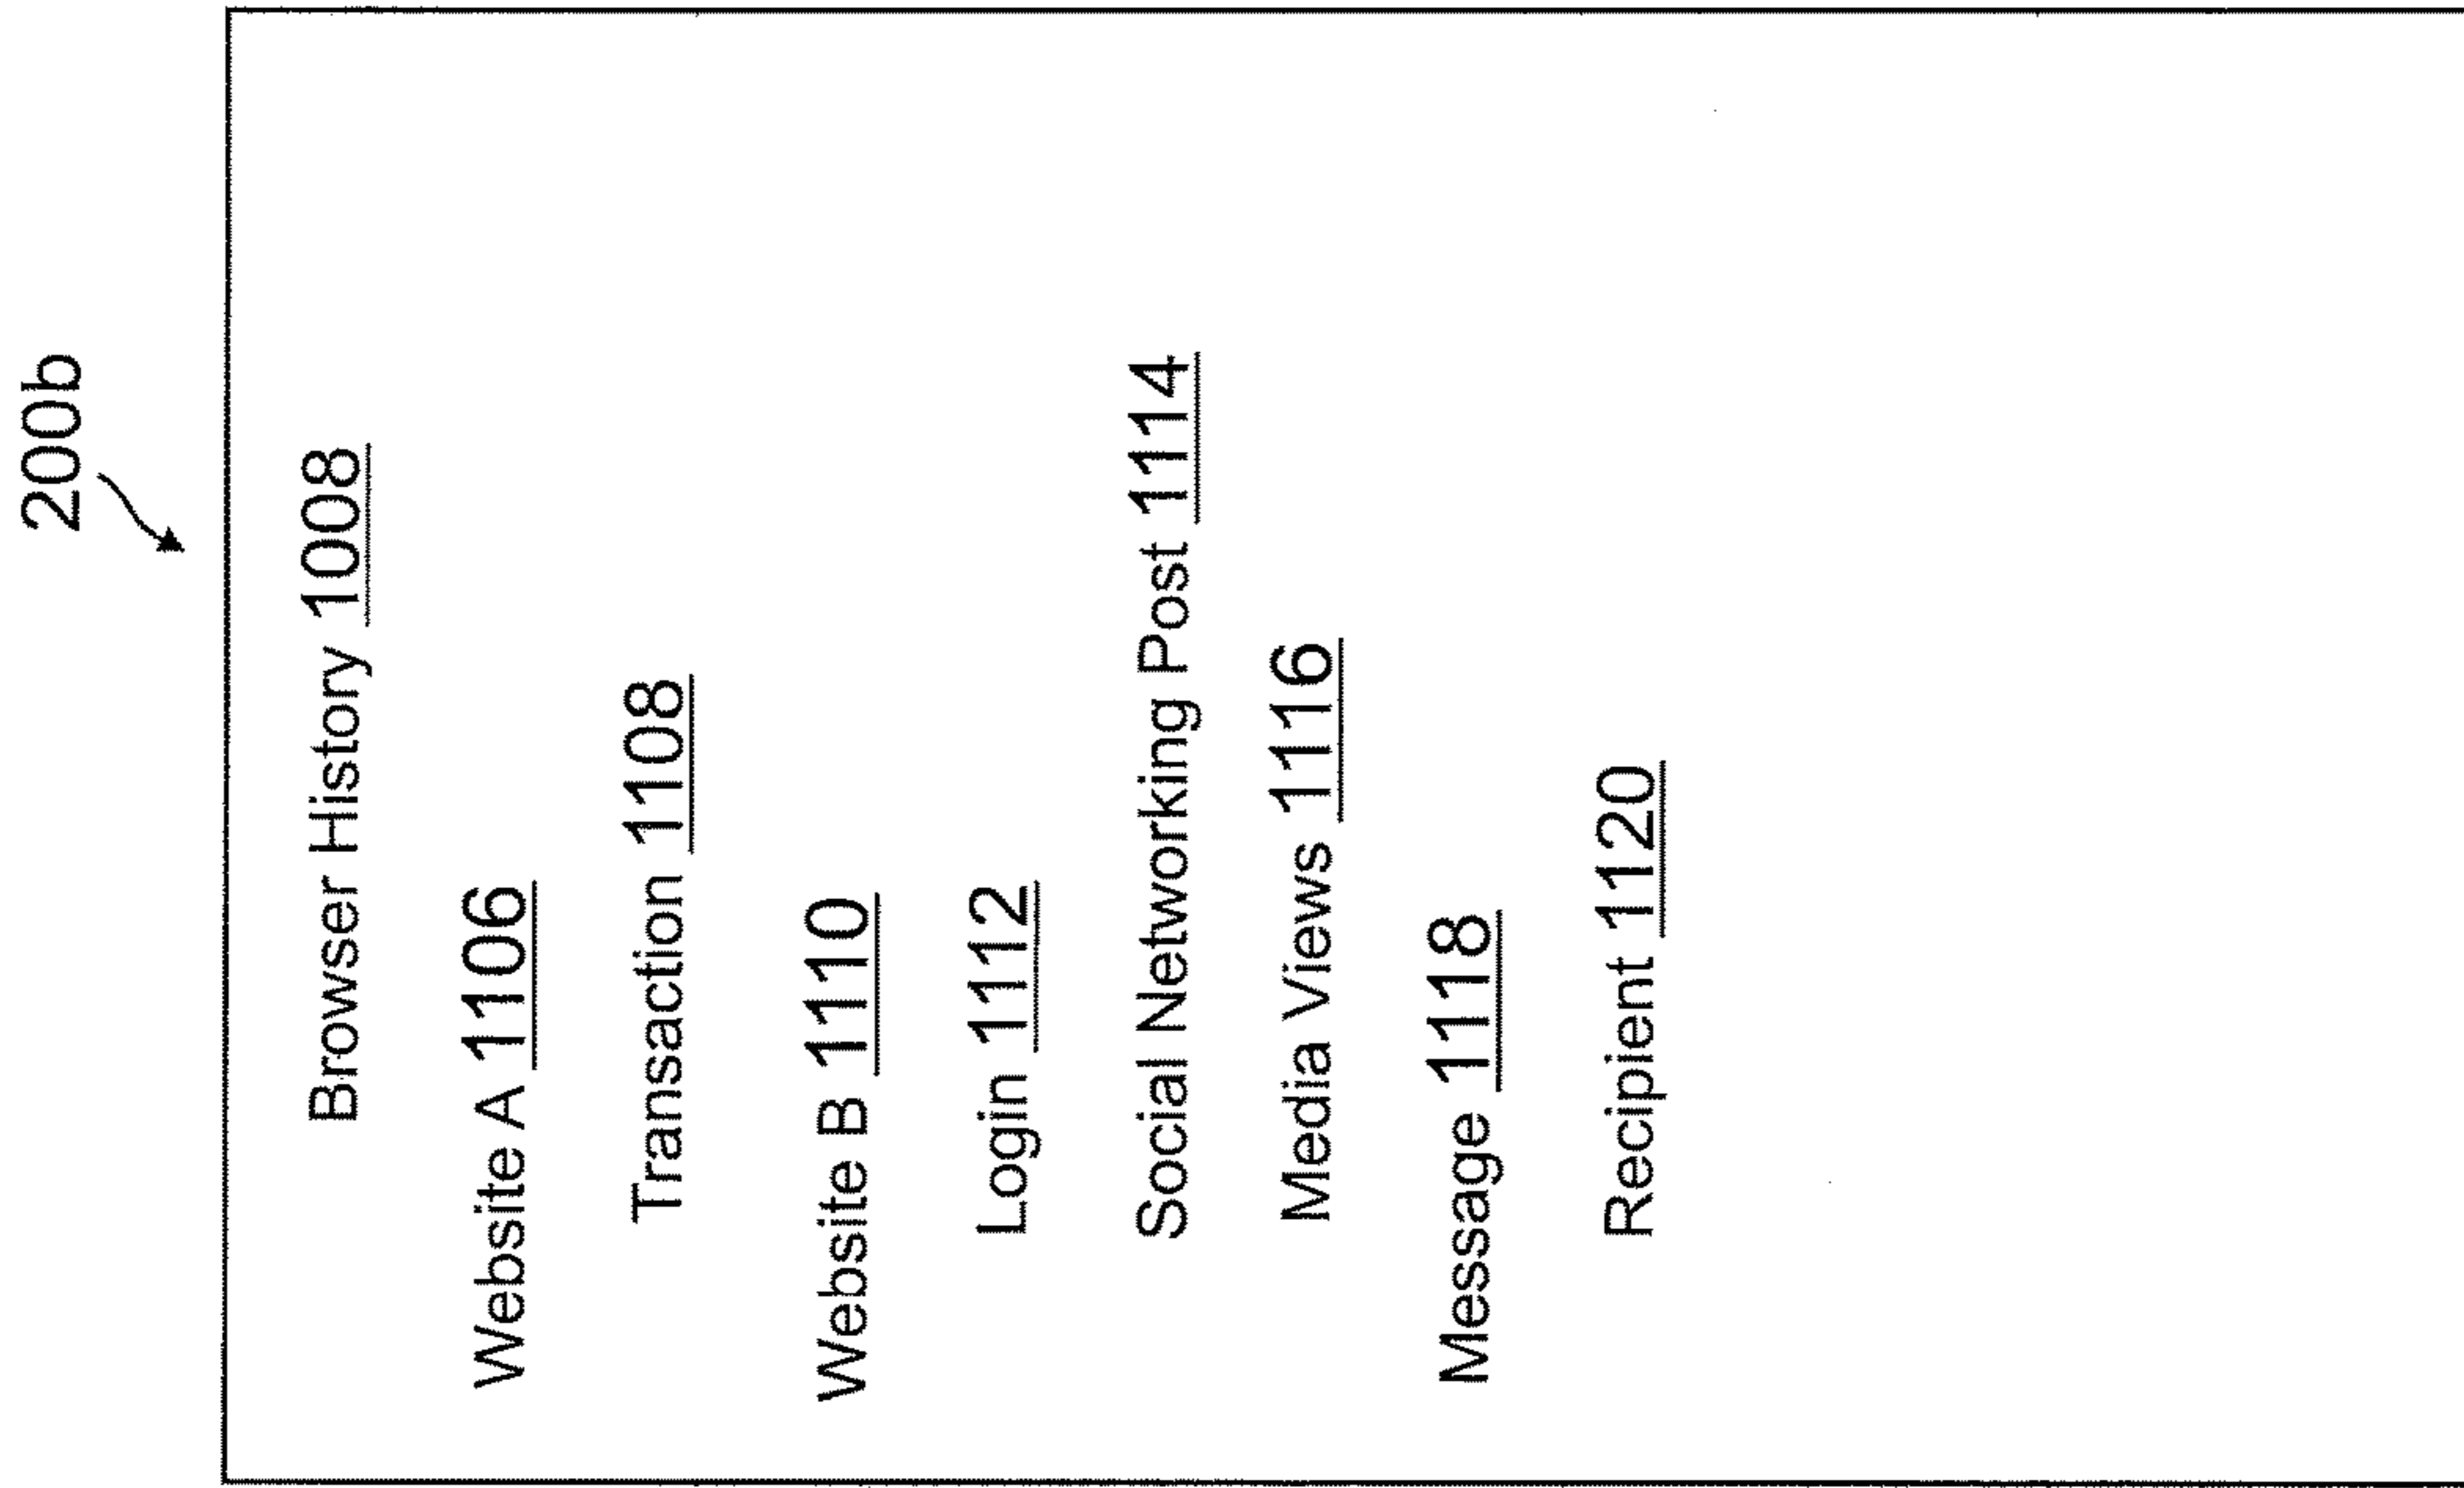 200b
Browser History 1008
Website A 1106
Transaction 1108
Website B 1110
Login 1112
Social Networking Post 1114
Media Views 1116
Message 1118
Recipient 1120